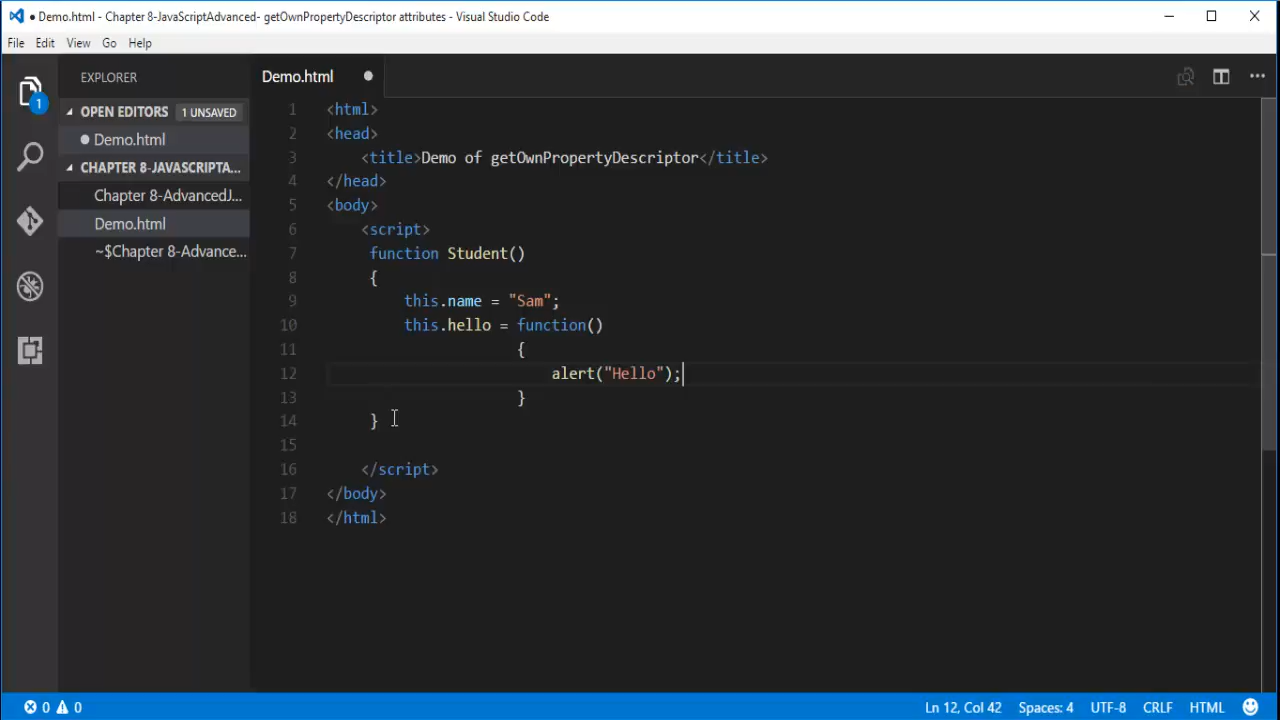 Demo.html - Chapter 8-JavaScriptAdvanced- getOwnPropertyDescriptor attributes - Visual Studio Code
File Edit View Go Help
EXPLORER
OPEN EDITORS 1 UNSAVED
Demo.html
CHAPTER 8-JAVASCRIPTA...
Chapter 8-AdvancedJ...
Demo.html
~$Chapter 8-Advance...
1
Demo.html
1 <html>
2 <head>
3 <title>Demo of getOwnPropertyDescriptor</title>
4 </head>
5 <body>
6 <script>
7 function Student()
8 {
9 this.name = "Sam";
10 this.hello = function()
11 {
12 alert("Hello");
13 }
14 }
15
16 </script>
17 </body>
18 </html>
0 0 Ln 12, Col 42 Spaces: 4 UTF-8 CRLF HTML